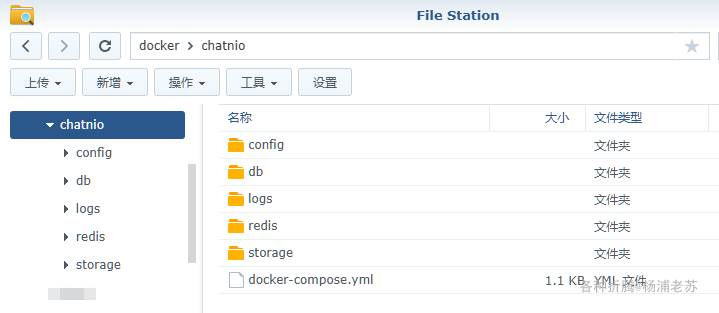 File Station
docker > chatnio
上传 新增 操作 工具 设置
chatnio
config
db
logs
redis
storage
名称 大小 文件类型
config 文件夹
db 文件夹
logs 文件夹
redis 文件夹
storage 文件夹
docker-compose.yml 1.1 KB YML 文件
各种折腾@杨浦老苏